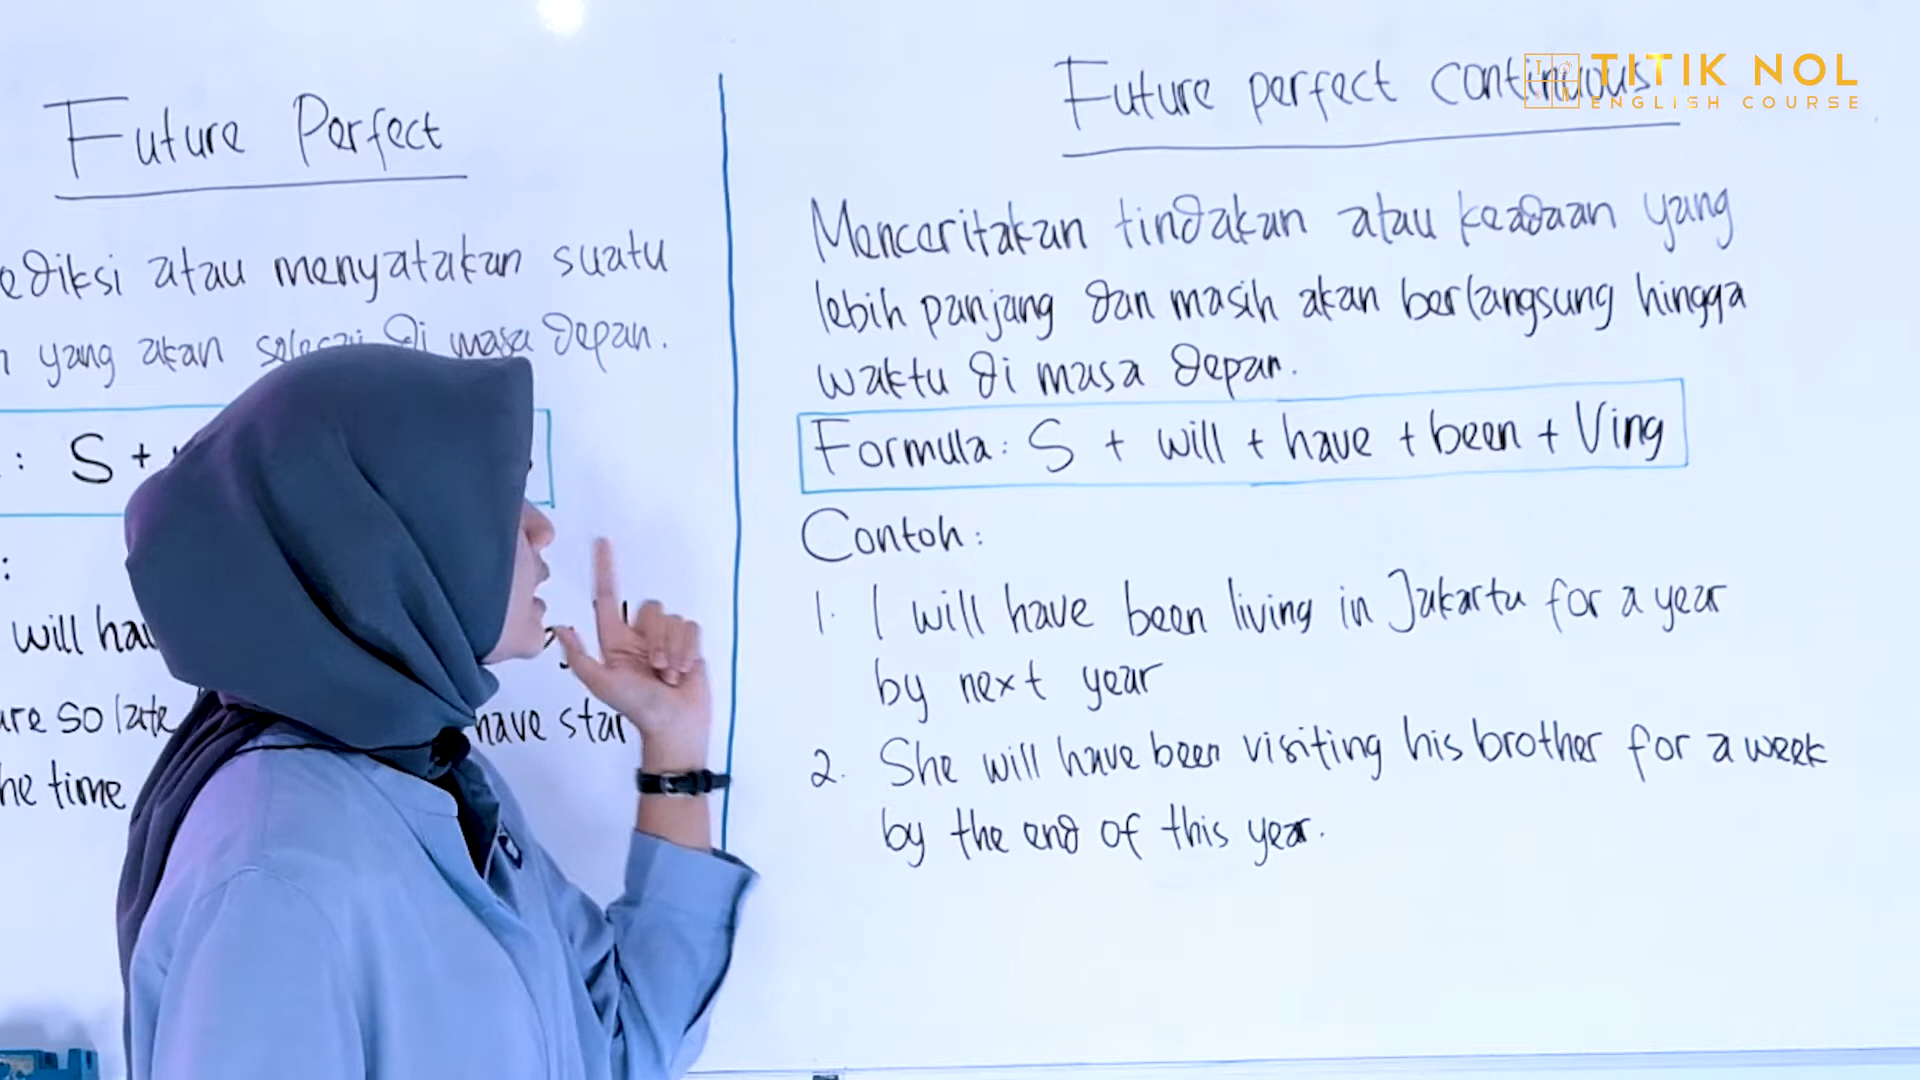 Future Perfect
ediksi atau menyatakan suatu
n yang akan selesai di masa depan.
: S +
:
will hav
are so late have star
he time
Future perfect continuous
Menceritakan tindakan atau keadaan yang
lebih panjang dan masih akan berlangsung hingga
waktu di masa depan.
Formula: S + will + have + been + Ving
Contoh:
1. I will have been living in Jakarta for a year
by next year
2. She will have been visiting his brother for a week
by the end of this year.
TITIK NOL
ENGLISH COURSE